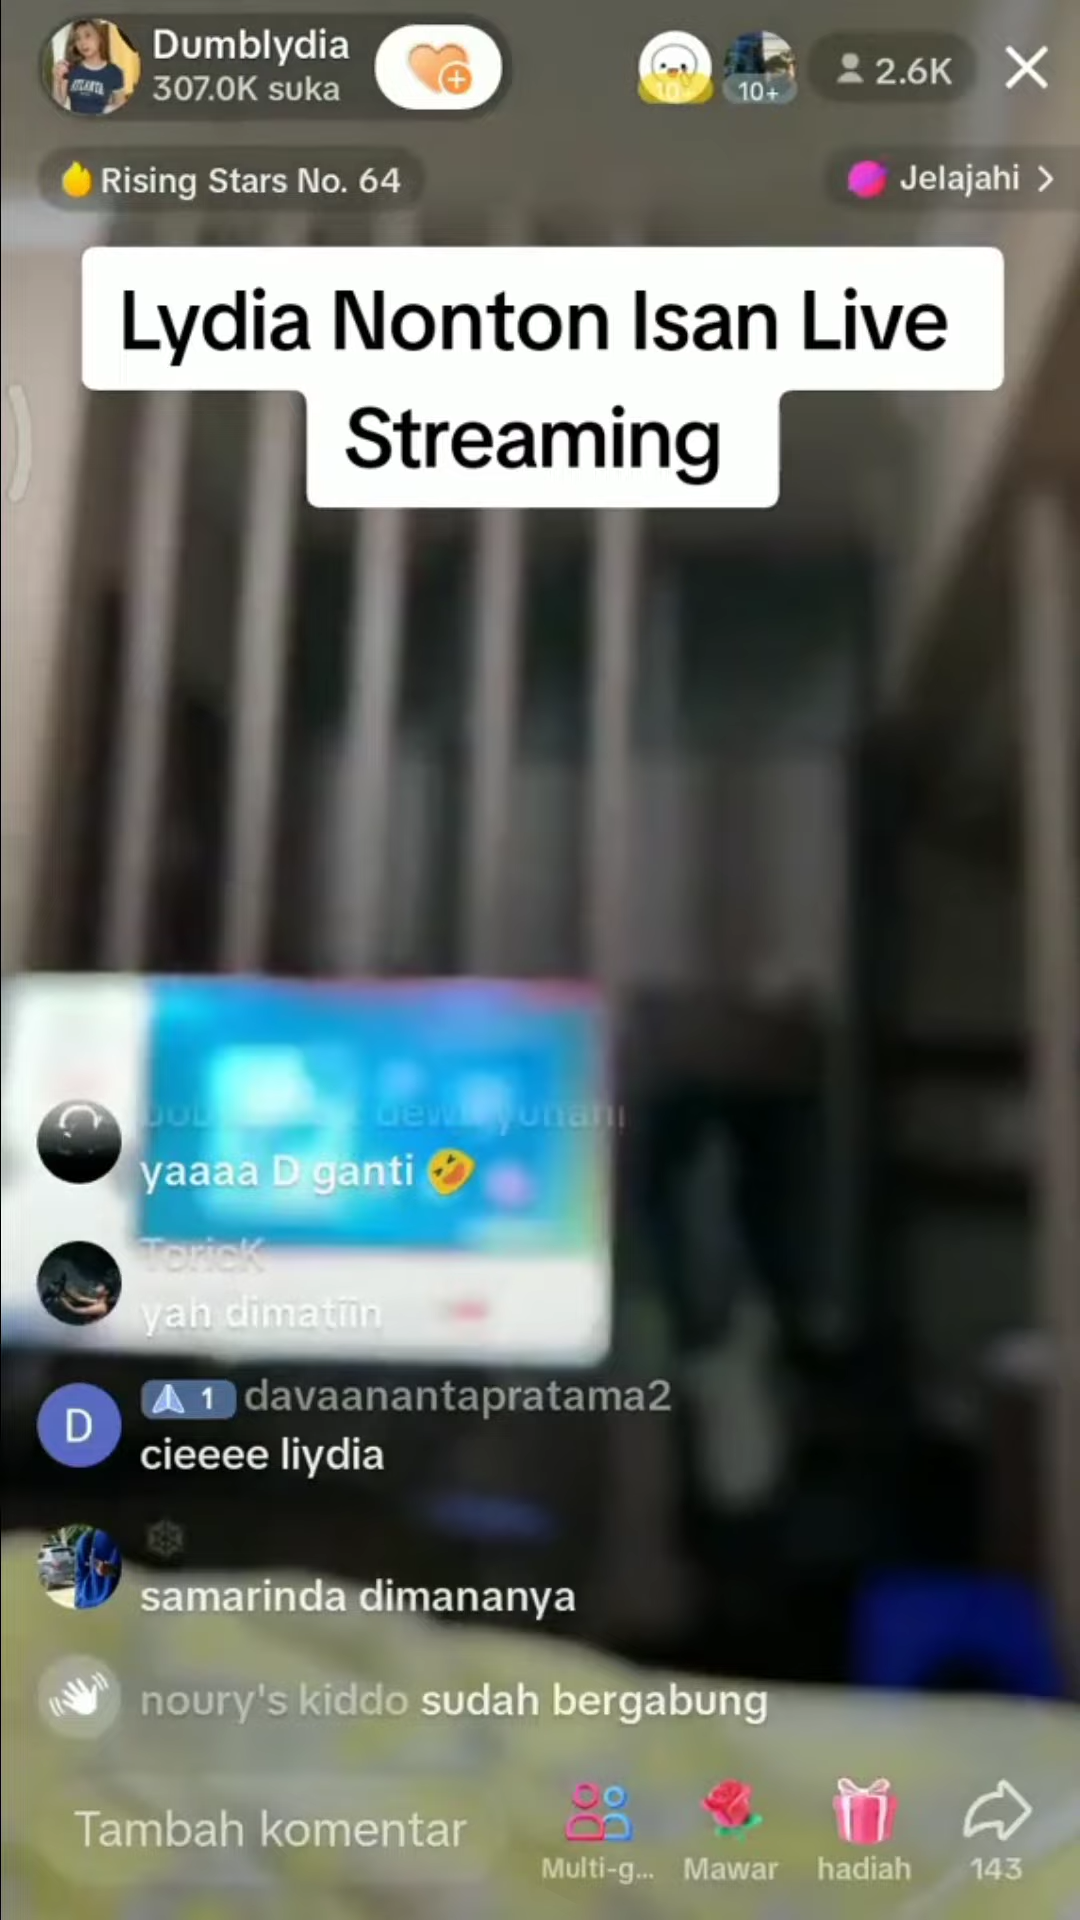 Dumblydia
307.0K suka
10+
2.6K
Rising Stars No. 64
Jelajahi
Lydia Nonton Isan Live
Streaming
yaaaa D ganti 🤣
ToricK
yah dimatiin
D
1 davaanantapratama2
cieeee liydia
samarinda dimananya
noury's kiddo sudah bergabung
Tambah komentar
Multi-g...
Mawar
hadiah
143